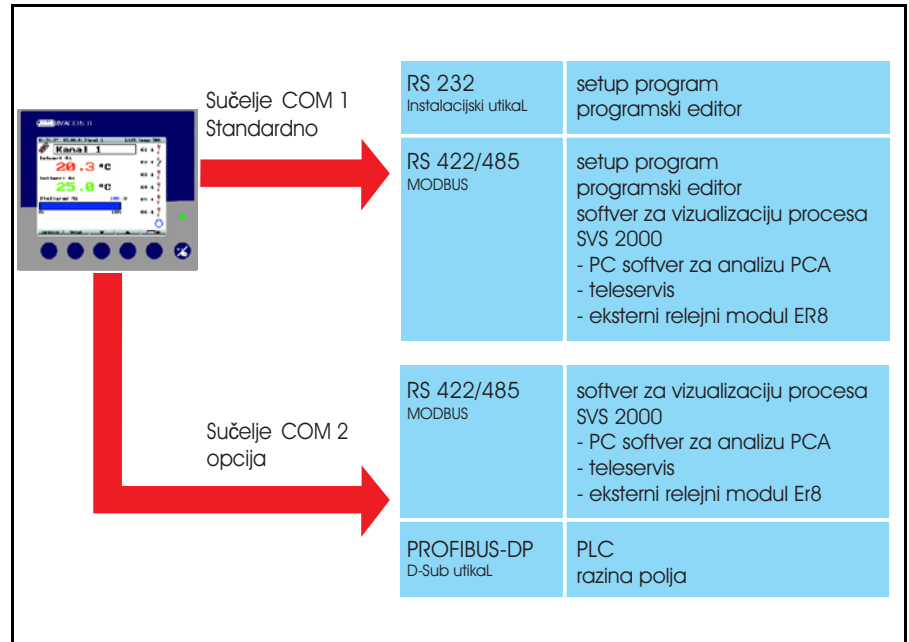 Kanal 1
20.3 °C
25.0 °C
Sučelje COM 1
Standardno
RS 232
Instalacijski utikaL
setup program
programski editor
RS 422/485
MODBUS
setup program
programski editor
softver za vizualizaciju procesa
SVS 2000
- PC softver za analizu PCA
- teleservis
- eksterni relejni modul ER8
Sučelje COM 2
opcija
RS 422/485
MODBUS
softver za vizualizaciju procesa
SVS 2000
- PC softver za analizu PCA
- teleservis
- eksterni relejni modul Er8
PROFIBUS-DP
D-Sub utikaL
PLC
razina polja